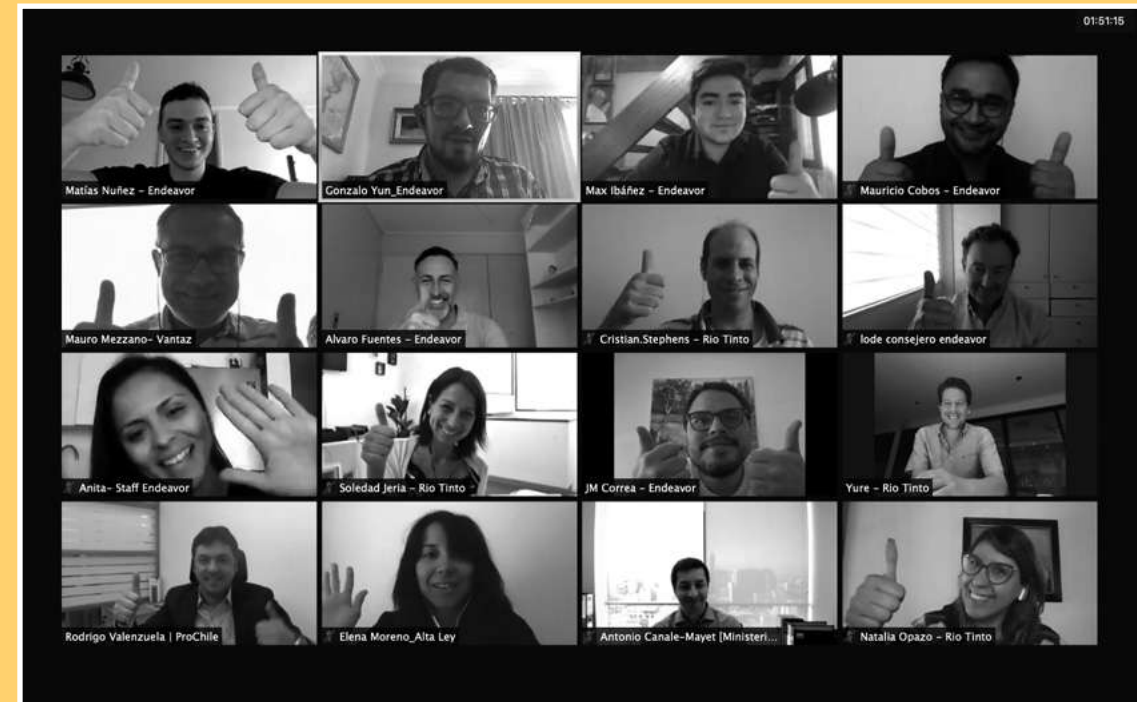 01:51:15
Matías Nuñez - Endeavor
Gonzalo Yun_Endeavor
Max Ibáñez - Endeavor
Mauricio Cobos - Endeavor
Mauro Mezzano- Vantaz
Alvaro Fuentes - Endeavor
Cristian.Stephens - Rio Tinto
lode consejero endeavor
Anita- Staff Endeavor
Soledad Jeria - Rio Tinto
JM Correa - Endeavor
Yure - Rio Tinto
Rodrigo Valenzuela | ProChile
Elena Moreno_Alta Ley
Antonio Canale-Mayet [Ministeri...
Natalia Opazo - Rio Tinto